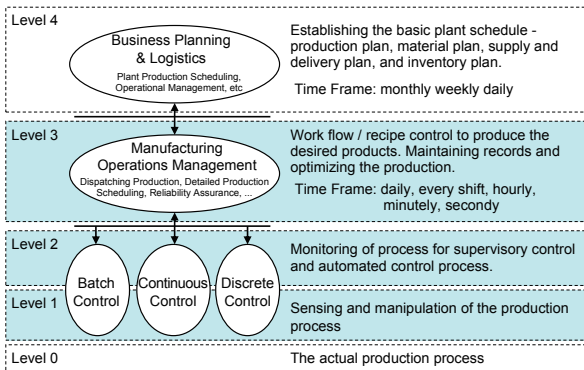 Level 4
Business Planning
& Logistics
Plant Production Scheduling,
Operational Management, etc
Establishing the basic plant schedule -
production plan, material plan, supply and
delivery plan, and inventory plan.
Time Frame: monthly weekly daily
Level 3
Manufacturing
Operations Management
Dispatching Production, Detailed Production
Scheduling, Reliability Assurance, ...
Work flow / recipe control to produce the
desired products. Maintaining records and
optimizing the production.
Time Frame: daily, every shift, hourly,
minutely, secondy
Level 2
Monitoring of process for supervisory control
and automated control process.
Batch
Control
Continuous
Control
Discrete
Control
Level 1
Sensing and manipulation of the production
process
Level 0
The actual production process